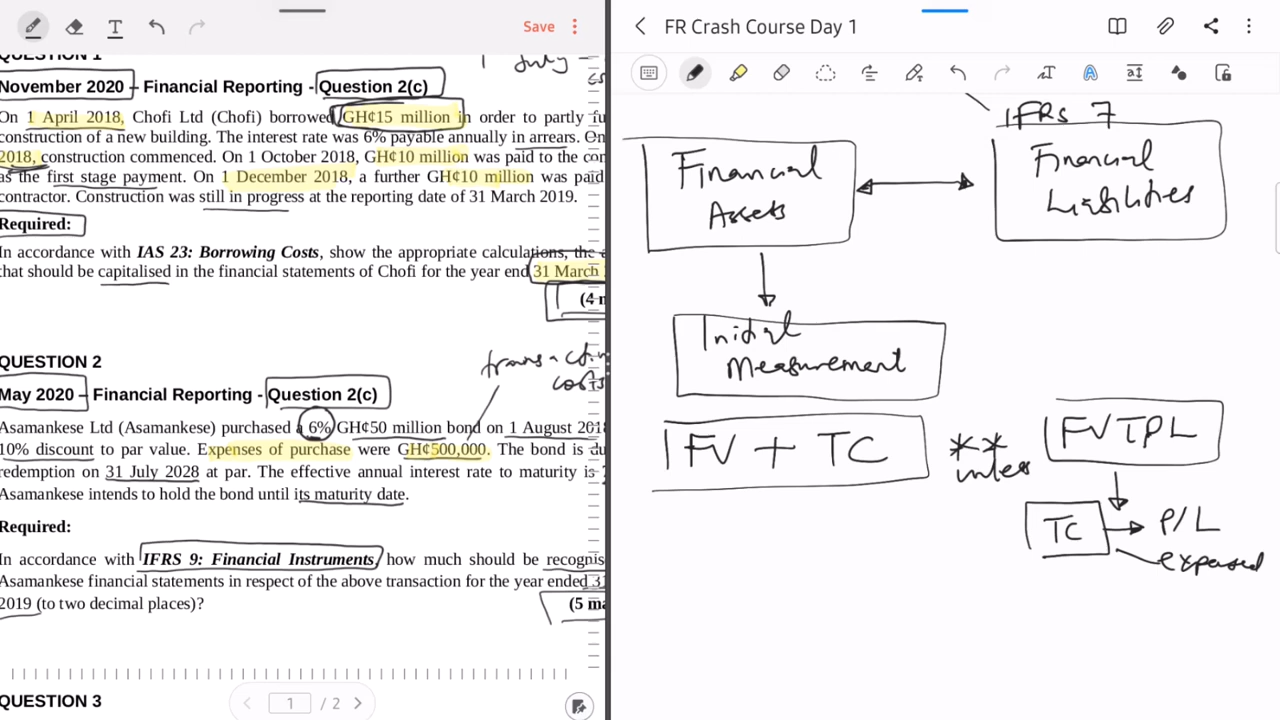 Save
FR Crash Course Day 1
QUESTION 1
1 July -
November 2020 – Financial Reporting - Question 2(c)
On 1 April 2018, Chofi Ltd (Chofi) borrowed GH¢15 million in order to partly fu
construction of a new building. The interest rate was 6% payable annually in arrears. On
2018, construction commenced. On 1 October 2018, GH¢10 million was paid to the con
as the first stage payment. On 1 December 2018, a further GH¢10 million was paid
contractor. Construction was still in progress at the reporting date of 31 March 2019.
Required:
In accordance with IAS 23: Borrowing Costs, show the appropriate calculations, the a
that should be capitalised in the financial statements of Chofi for the year end 31 March
(4 m
QUESTION 2
transaction
costs
May 2020 – Financial Reporting - Question 2(c)
Asamankese Ltd (Asamankese) purchased a 6% GH¢50 million bond on 1 August 201
10% discount to par value. Expenses of purchase were GH¢500,000. The bond is du
redemption on 31 July 2028 at par. The effective annual interest rate to maturity is
Asamankese intends to hold the bond until its maturity date.
Required:
In accordance with IFRS 9: Financial Instruments, how much should be recognis
Asamankese financial statements in respect of the above transaction for the year ended 31
2019 (to two decimal places)?
(5 ma
QUESTION 3
1 / 2
IFRS 7
Financial
Assets
Financial
Liabilities
Initial
Measurement
FV + TC
** unless
FVTPL
TC
P/L
expensed